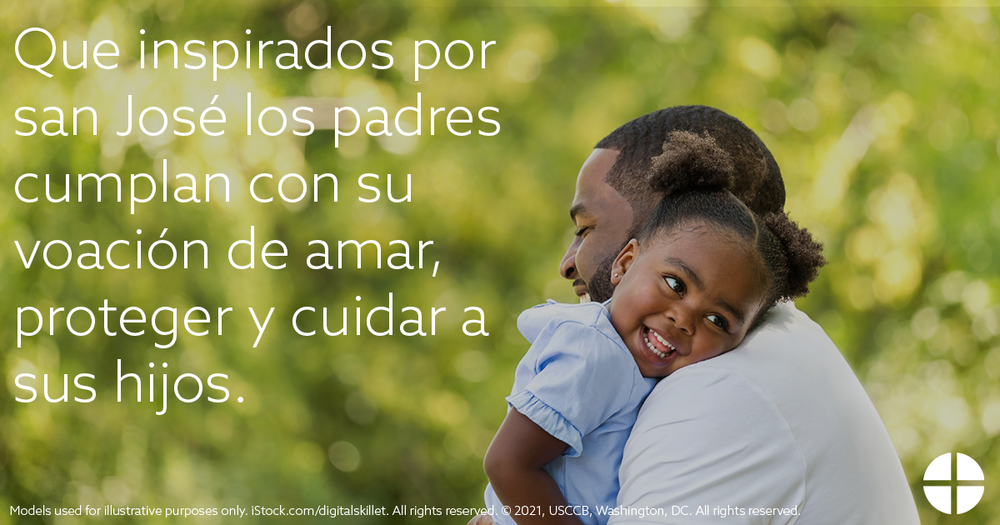 Que inspirados por
san José los padres
cumplan con su
voación de amar,
proteger y cuidar a
sus hijos.
Models used for illustrative purposes only. iStock.com/digitalskillet. All rights reserved. © 2021, USCCB, Washington, DC. All rights reserved.